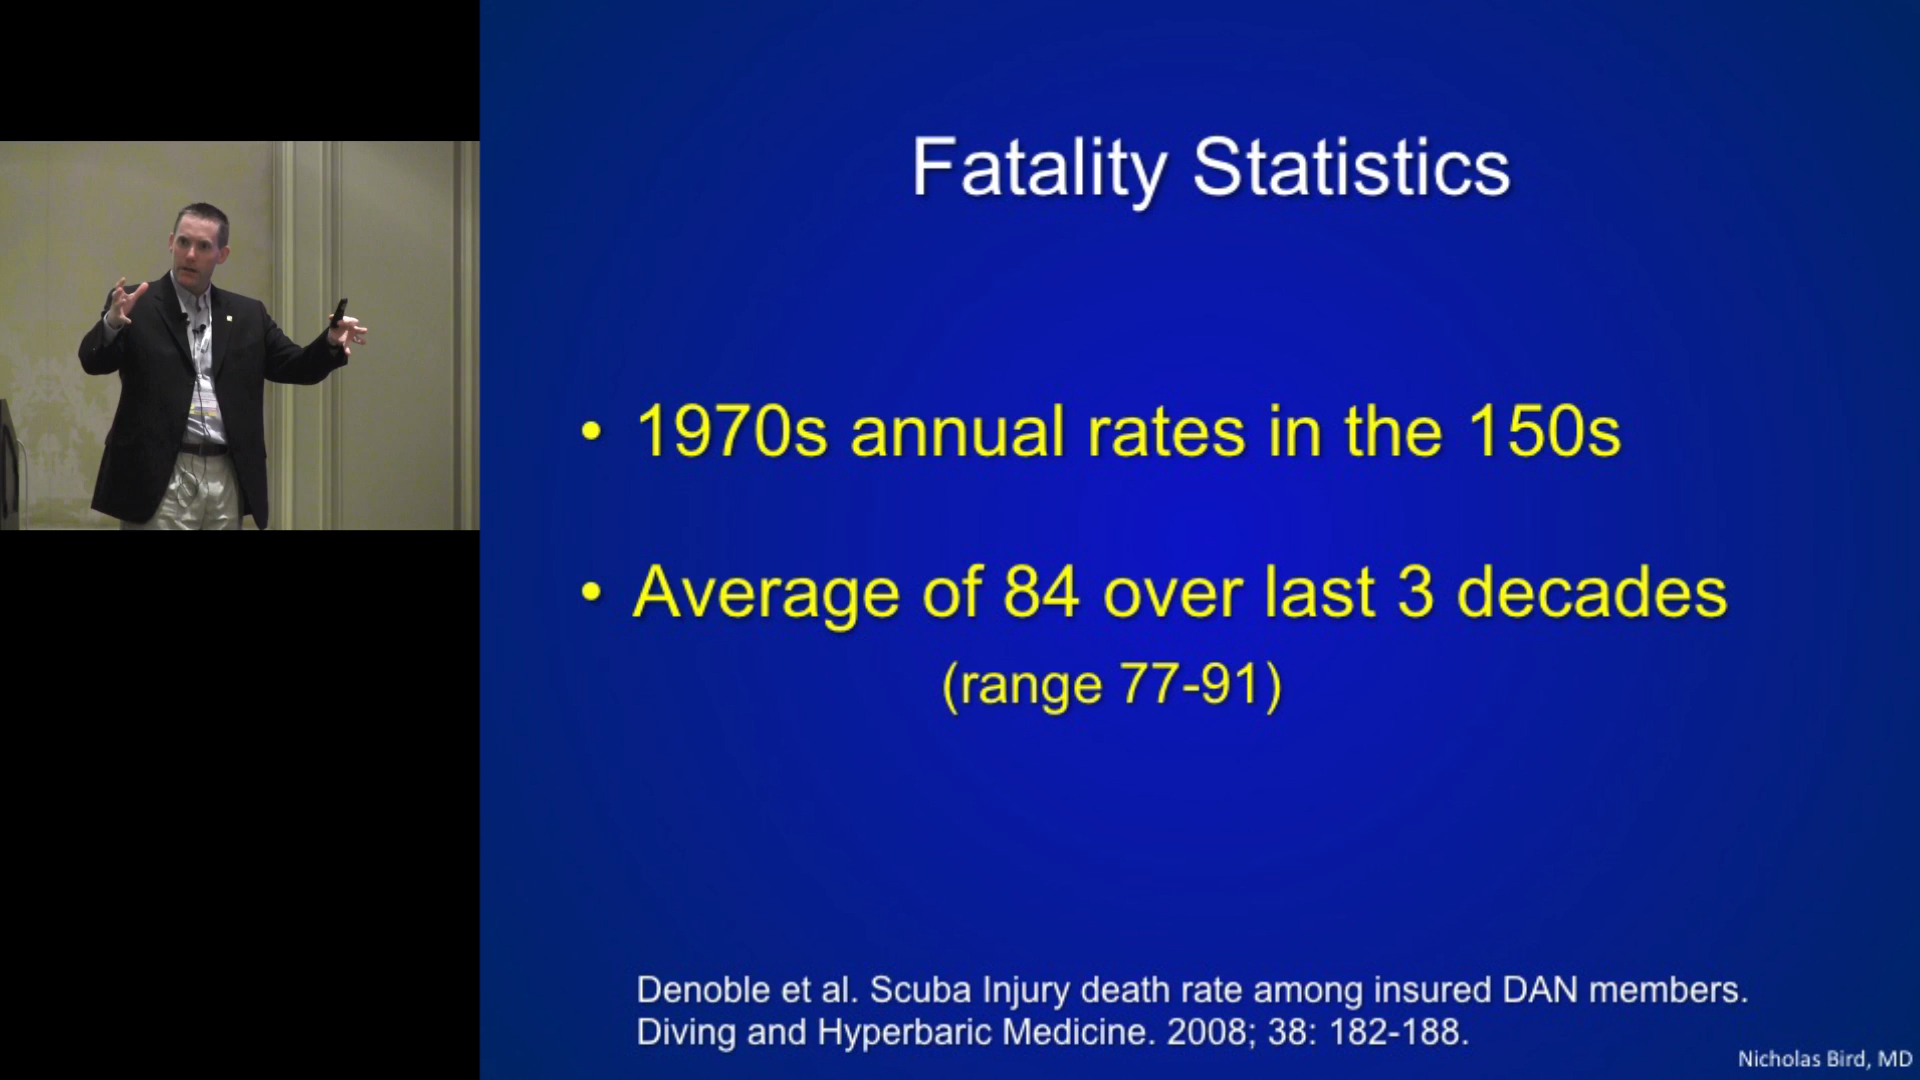 Fatality Statistics
• 1970s annual rates in the 150s
• Average of 84 over last 3 decades
(range 77-91)
Denoble et al. Scuba Injury death rate among insured DAN members.
Diving and Hyperbaric Medicine. 2008; 38: 182-188.
Nicholas Bird, MD